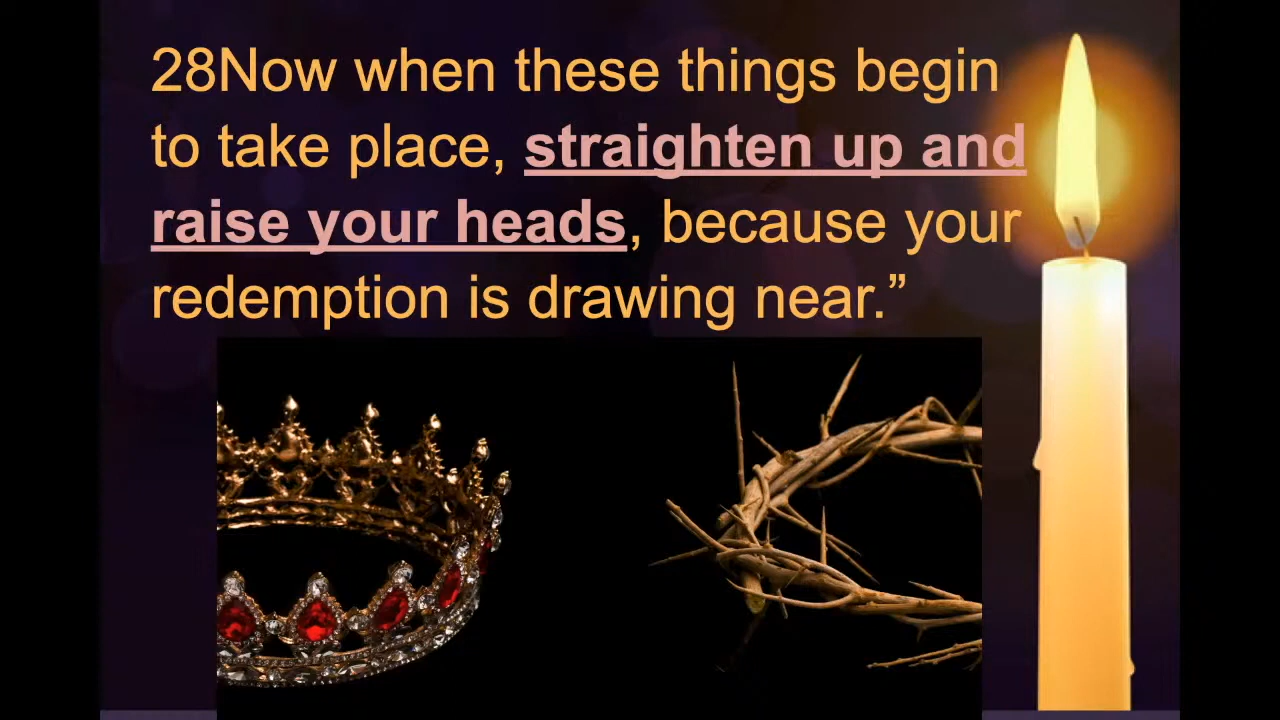 28Now when these things begin
to take place, straighten up and
raise your heads, because your
redemption is drawing near.”